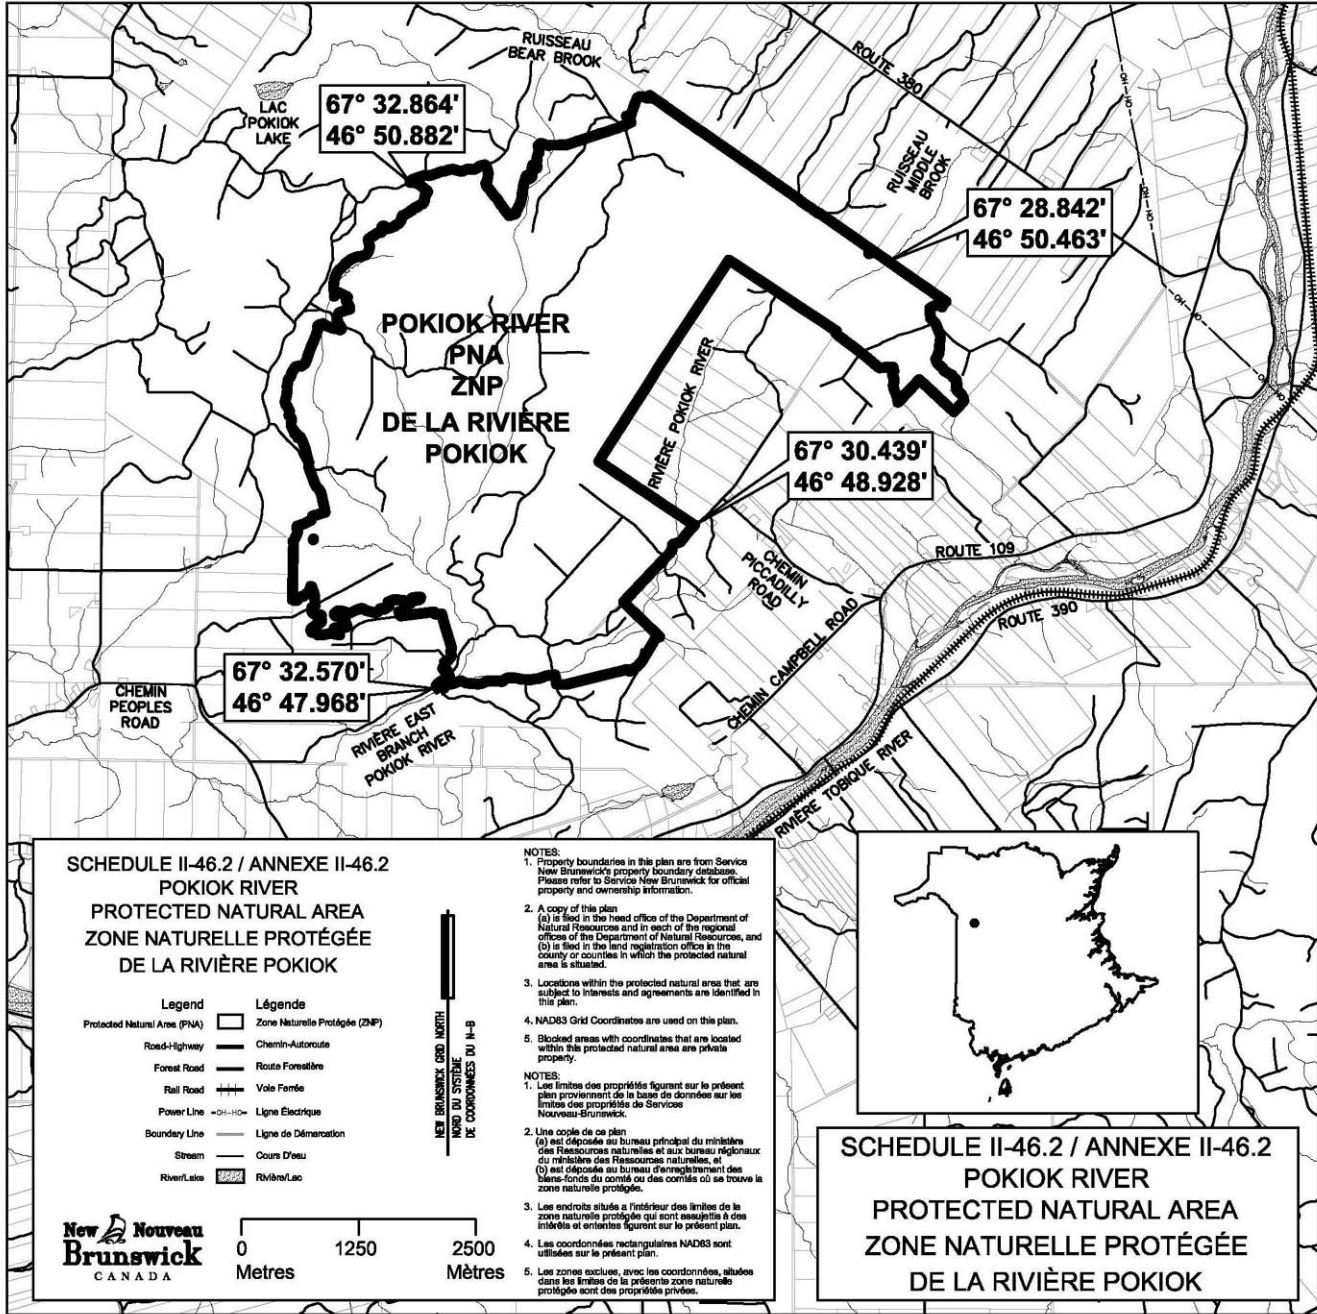 RUISSEAU
BEAR BROOK
ROUTE 380
LAC
POKIOK
LAKE
67° 32.864'
46° 50.882'
RUISSEAU
MIDDLE
BROOK
OH-HO
67° 28.842'
46° 50.463'
OH-HO
OH-HO
POKIOK RIVER
PNA
ZNP
DE LA RIVIÈRE
POKIOK
RIVIÈRE POKIOK RIVER
67° 30.439'
46° 48.928'
CHEMIN
PICCADILLY
ROAD
ROUTE 109
ROUTE 390
CHEMIN CAMPBELL ROAD
67° 32.570'
46° 47.968'
CHEMIN
PEOPLES
ROAD
RIVIÈRE EAST
BRANCH
POKIOK RIVER
RIVIÈRE TOBIQUE RIVER
SCHEDULE II-46.2 / ANNEXE II-46.2
POKIOK RIVER
PROTECTED NATURAL AREA
ZONE NATURELLE PROTÉGÉE
DE LA RIVIÈRE POKIOK
Legend Légende
Protected Natural Area (PNA) Zone Naturelle Protégée (ZNP)
Road-Highway Chemin-Autoroute
Forest Road Route Forestière
Rail Road Voie Ferrée
Power Line -OH-HO- Ligne Électrique
Boundary Line Ligne de Démarcation
Stream Cours D'eau
River/Lake Rivière/Lac
NEW BRUNSWICK GRID NORTH
NORD DU SYSTÈME
DE COORDONNÉES DU N-B
New Nouveau
Brunswick
CANADA
0 1250 2500
Metres Mètres
NOTES:
1. Property boundaries in this plan are from Service
New Brunswick's property boundary database.
Please refer to Service New Brunswick for official
property and ownership information.
2. A copy of this plan
(a) is filed in the head office of the Department of
Natural Resources and in each of the regional
offices of the Department of Natural Resources, and
(b) is filed in the land registration office in the
county or counties in which the protected natural
area is situated.
3. Locations within the protected natural area that are
subject to interests and agreements are identified in
this plan.
4. NAD83 Grid Coordinates are used on this plan.
5. Blocked areas with coordinates that are located
within this protected natural area are private
property.
NOTES:
1. Les limites des propriétés figurant sur le présent
plan proviennent de la base de données sur les
limites des propriétés de Services
Nouveau-Brunswick.
2. Une copie de ce plan
(a) est déposée au bureau principal du ministère
des Ressources naturelles et aux bureau régionaux
du ministère des Ressources naturelles, et
(b) est déposée au bureau d'enregistrement des
biens-fonds du comté ou des comtés où se trouve la
zone naturelle protégée.
3. Les endroits situés a l'intérieur des limites de la
zone naturelle protégée qui sont assujettis à des
intérêts et ententes figurent sur le présent plan.
4. Les coordonnées rectangulaires NAD83 sont
utilisées sur le présent plan.
5. Les zones exclues, avec les coordonnées, situées
dans les limites de la présente zone naturelle
protégée sont des propriétés privées.
SCHEDULE II-46.2 / ANNEXE II-46.2
POKIOK RIVER
PROTECTED NATURAL AREA
ZONE NATURELLE PROTÉGÉE
DE LA RIVIÈRE POKIOK